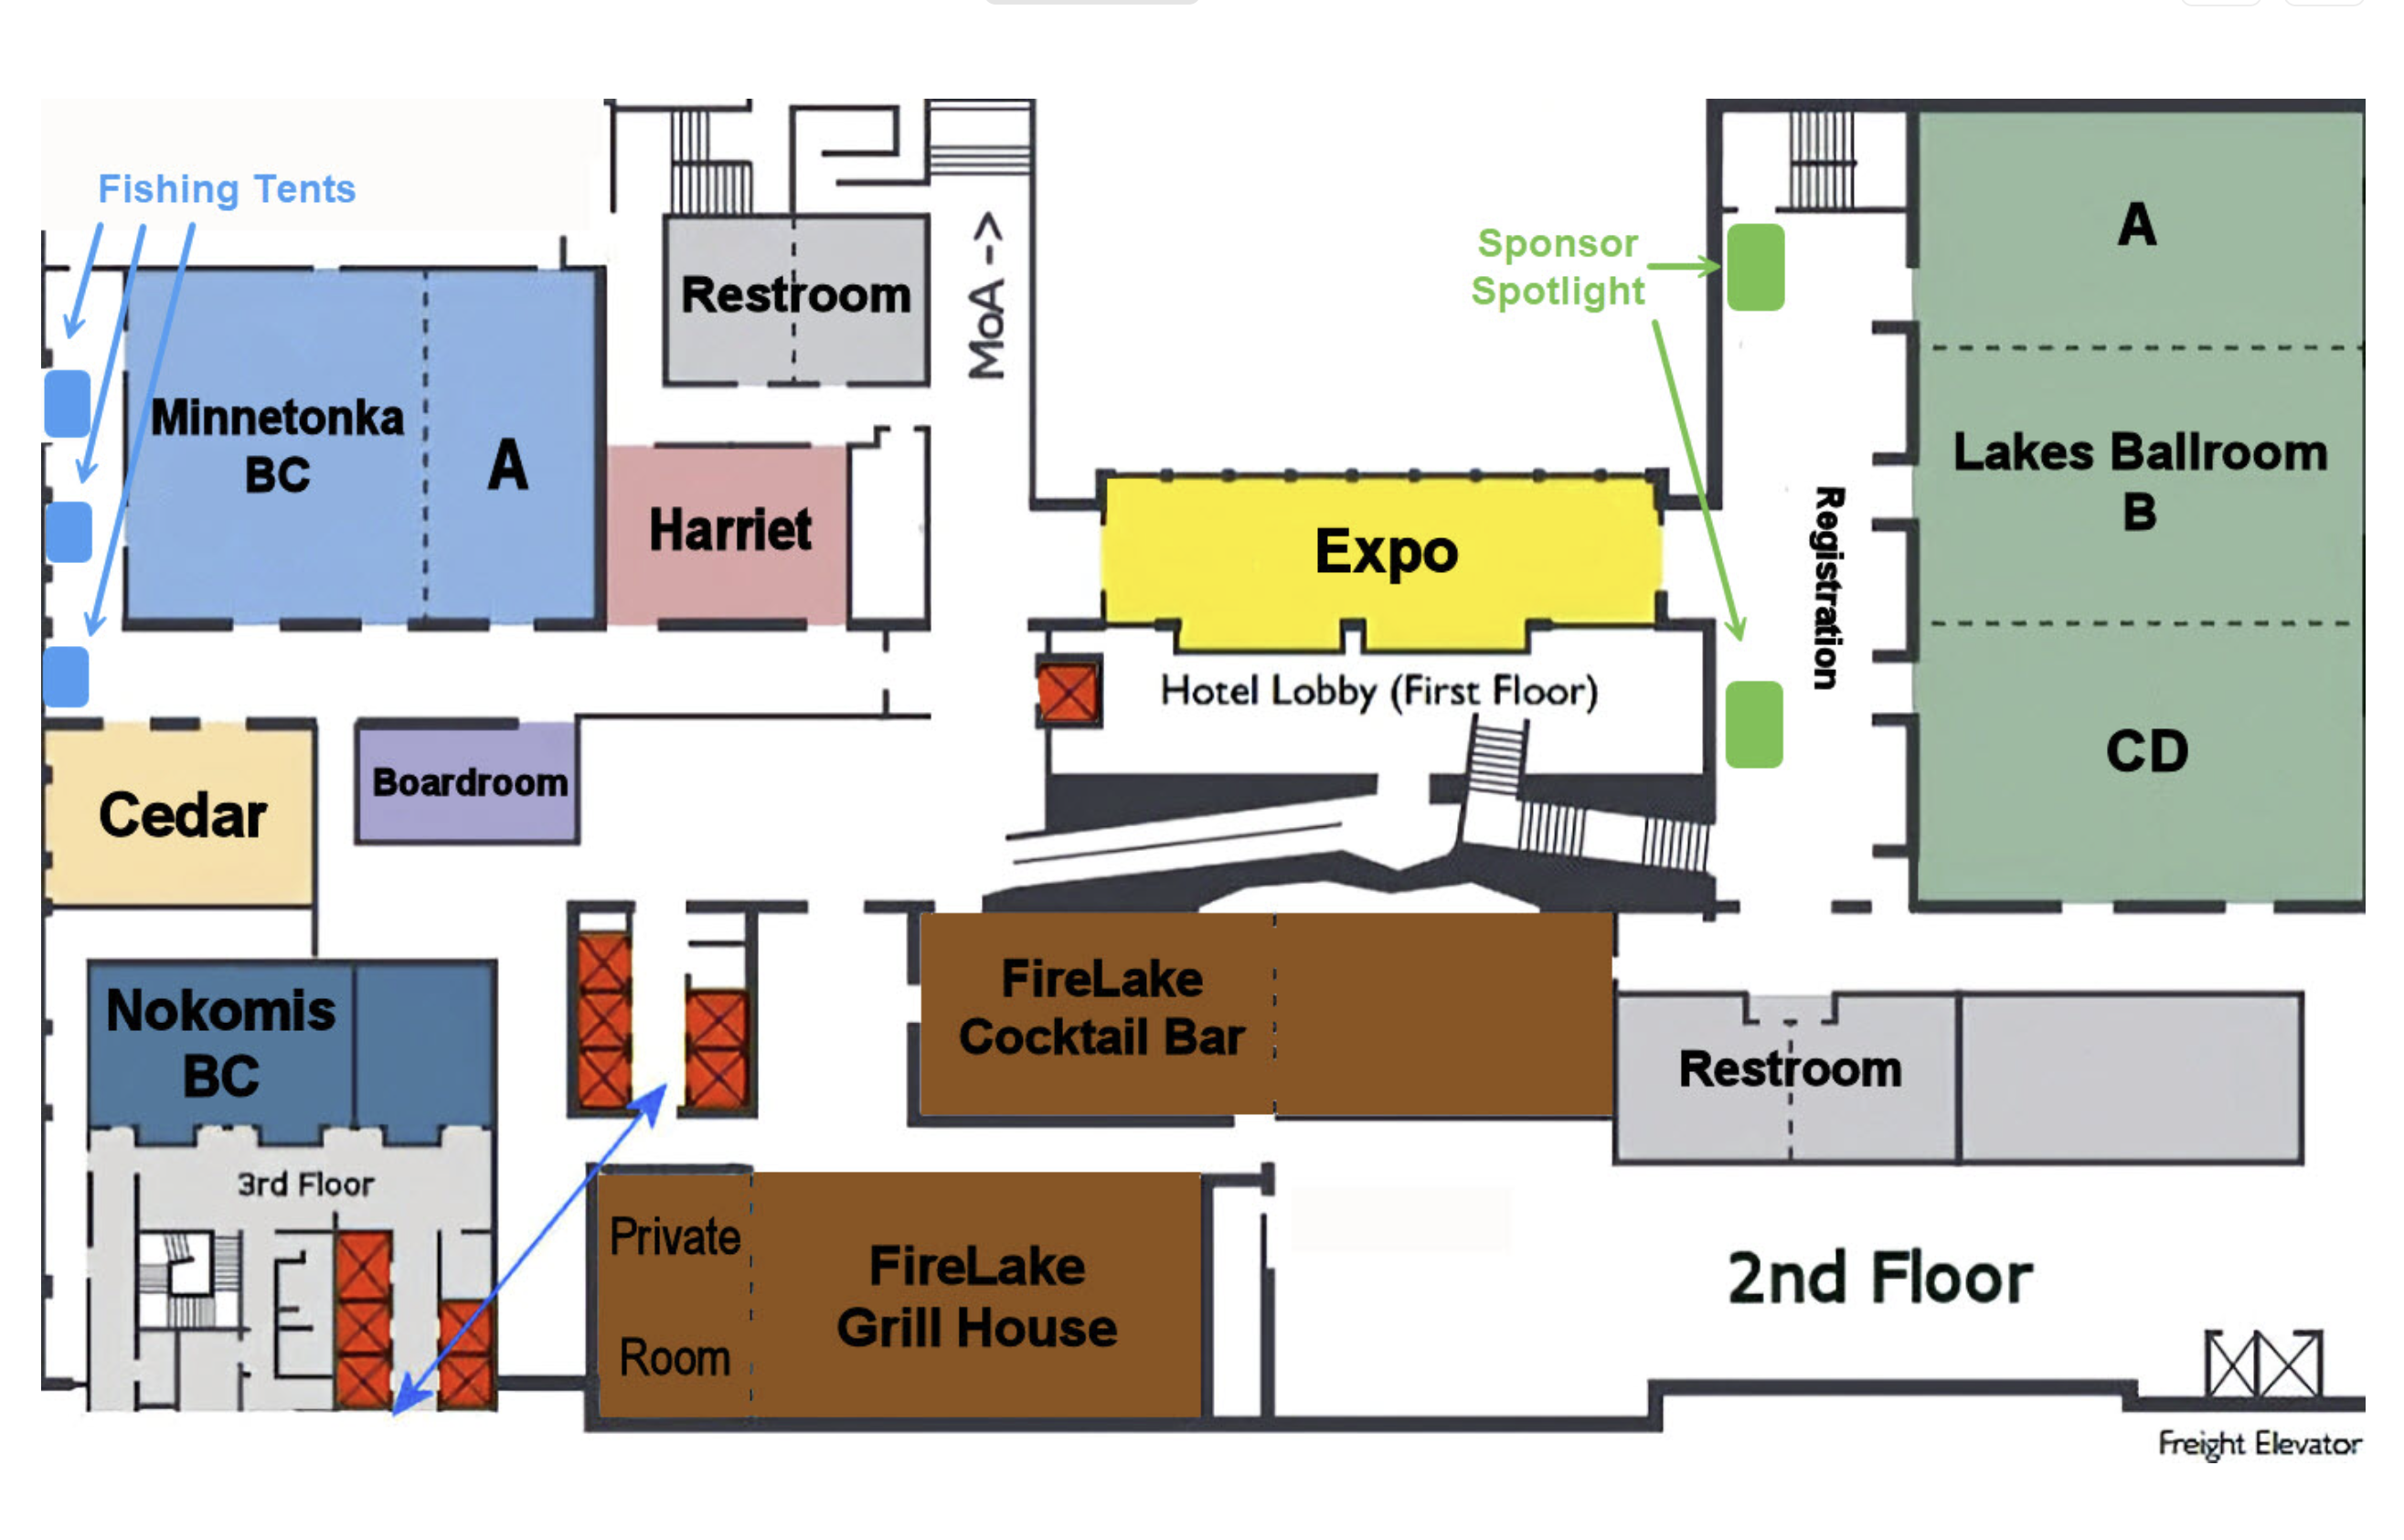 Fishing Tents
Restroom
MoA ->
Sponsor
Spotlight
A
Minnetonka
BC
A
Harriet
Expo
Lakes Ballroom
B
Registration
Hotel Lobby (First Floor)
CD
Cedar
Boardroom
Nokomis
BC
FireLake
Cocktail Bar
Restroom
3rd Floor
Private
Room
FireLake
Grill House
2nd Floor
Freight Elevator